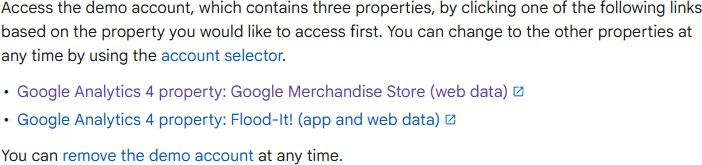 Access the demo account, which contains three properties, by clicking one of the following links
based on the property you would like to access first. You can change to the other properties at
any time by using the account selector.
• Google Analytics 4 property: Google Merchandise Store (web data)
• Google Analytics 4 property: Flood-It! (app and web data)
You can remove the demo account at any time.